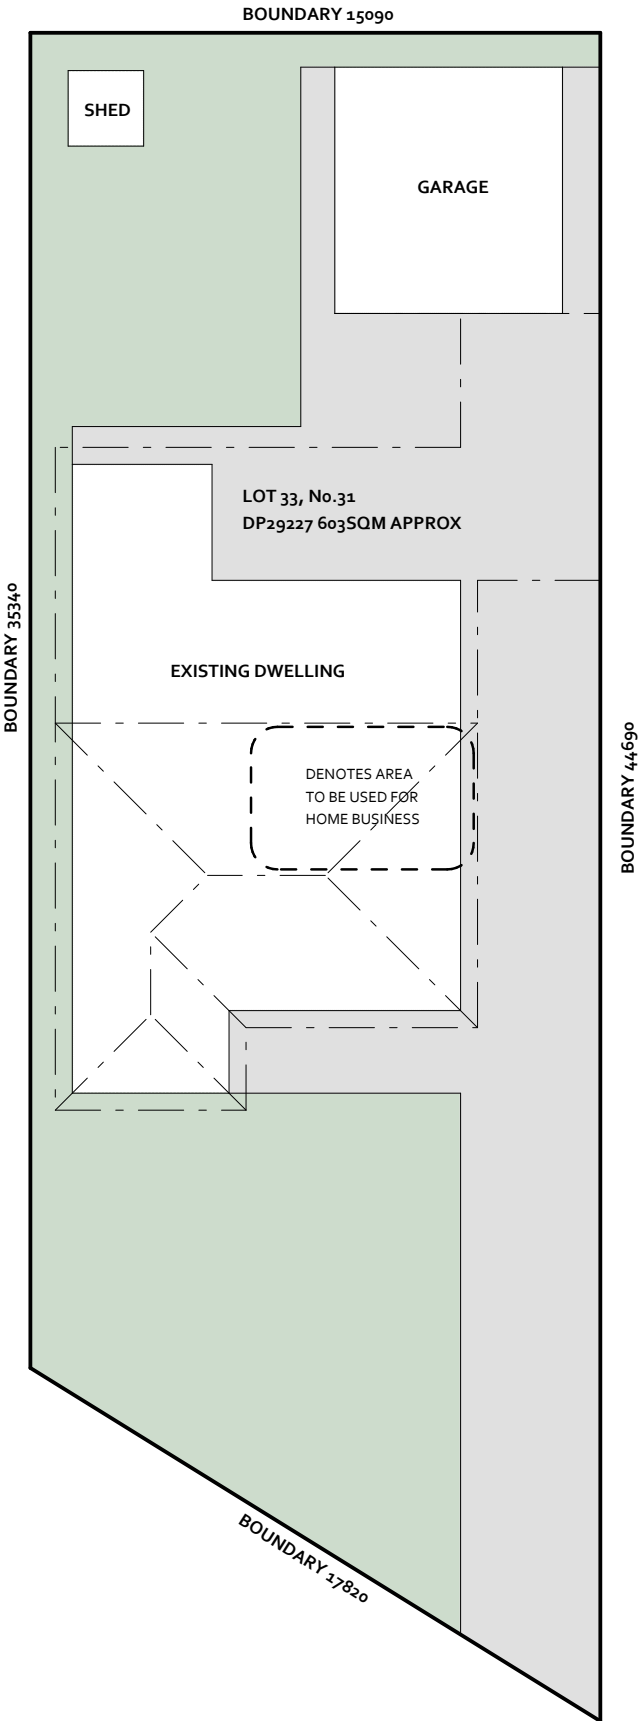 BOUNDARY 15090
SHED
GARAGE
LOT 33, No.31
DP29227 603SQM APPROX
BOUNDARY 35340
EXISTING DWELLING
DENOTES AREA
TO BE USED FOR
HOME BUSINESS
BOUNDARY 44690
BOUNDARY 17820